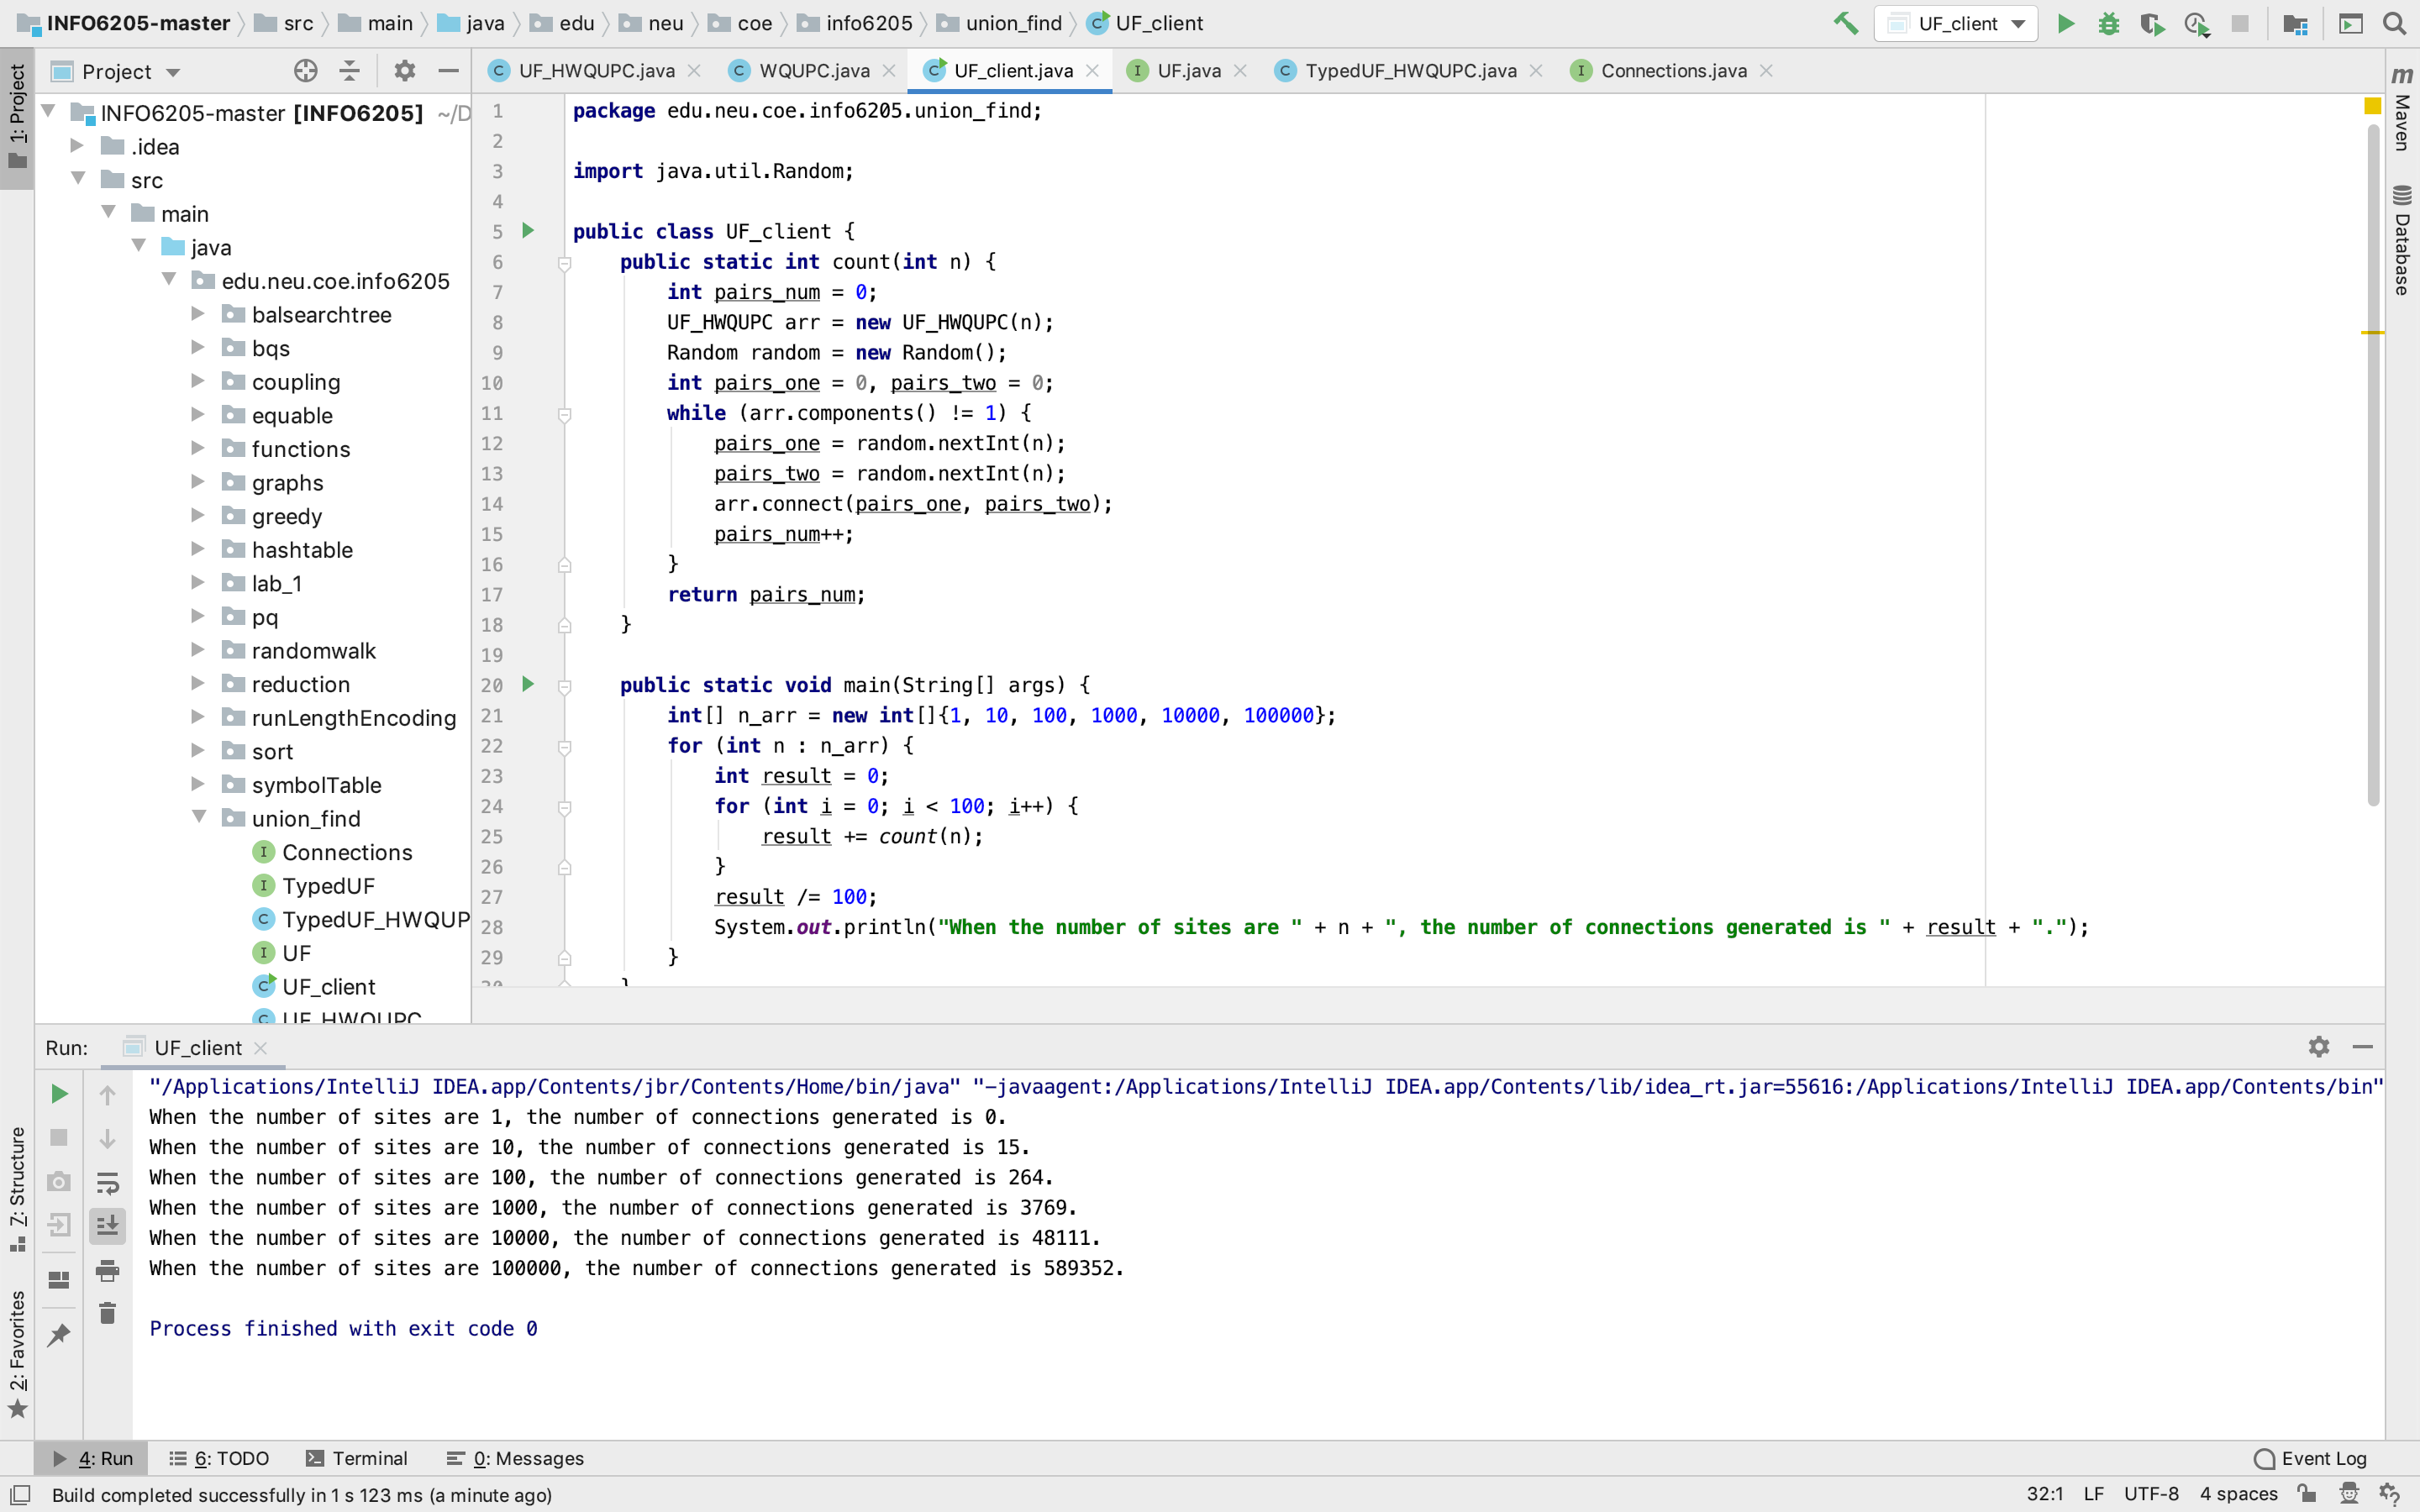 INFO6205-master src main java edu neu coe info6205 union_find UF_client UF_client
Project
UF_HWQUPC.java WQUPC.java UF_client.java UF.java TypedUF_HWQUPC.java Connections.java
1: Project
Z: Structure
2: Favorites
Maven
Database
INFO6205-master [INFO6205] ~/D
.idea
src
main
java
edu.neu.coe.info6205
balsearchtree
bqs
coupling
equable
functions
graphs
greedy
hashtable
lab_1
pq
randomwalk
reduction
runLengthEncoding
sort
symbolTable
union_find
Connections
TypedUF
TypedUF_HWQUP
UF
UF_client
UF_HWQUPC
1 package edu.neu.coe.info6205.union_find;
2
3 import java.util.Random;
4
5 public class UF_client {
6 public static int count(int n) {
7 int pairs_num = 0;
8 UF_HWQUPC arr = new UF_HWQUPC(n);
9 Random random = new Random();
10 int pairs_one = 0, pairs_two = 0;
11 while (arr.components() != 1) {
12 pairs_one = random.nextInt(n);
13 pairs_two = random.nextInt(n);
14 arr.connect(pairs_one, pairs_two);
15 pairs_num++;
16 }
17 return pairs_num;
18 }
19
20 public static void main(String[] args) {
21 int[] n_arr = new int[]{1, 10, 100, 1000, 10000, 100000};
22 for (int n : n_arr) {
23 int result = 0;
24 for (int i = 0; i < 100; i++) {
25 result += count(n);
26 }
27 result /= 100;
28 System.out.println("When the number of sites are " + n + ", the number of connections generated is " + result + ".");
29 }
30 }
Run: UF_client
"/Applications/IntelliJ IDEA.app/Contents/jbr/Contents/Home/bin/java" "-javaagent:/Applications/IntelliJ IDEA.app/Contents/lib/idea_rt.jar=55616:/Applications/IntelliJ IDEA.app/Contents/bin"
When the number of sites are 1, the number of connections generated is 0.
When the number of sites are 10, the number of connections generated is 15.
When the number of sites are 100, the number of connections generated is 264.
When the number of sites are 1000, the number of connections generated is 3769.
When the number of sites are 10000, the number of connections generated is 48111.
When the number of sites are 100000, the number of connections generated is 589352.
Process finished with exit code 0
4: Run 6: TODO Terminal 0: Messages Event Log
Build completed successfully in 1 s 123 ms (a minute ago) 32:1 LF UTF-8 4 spaces